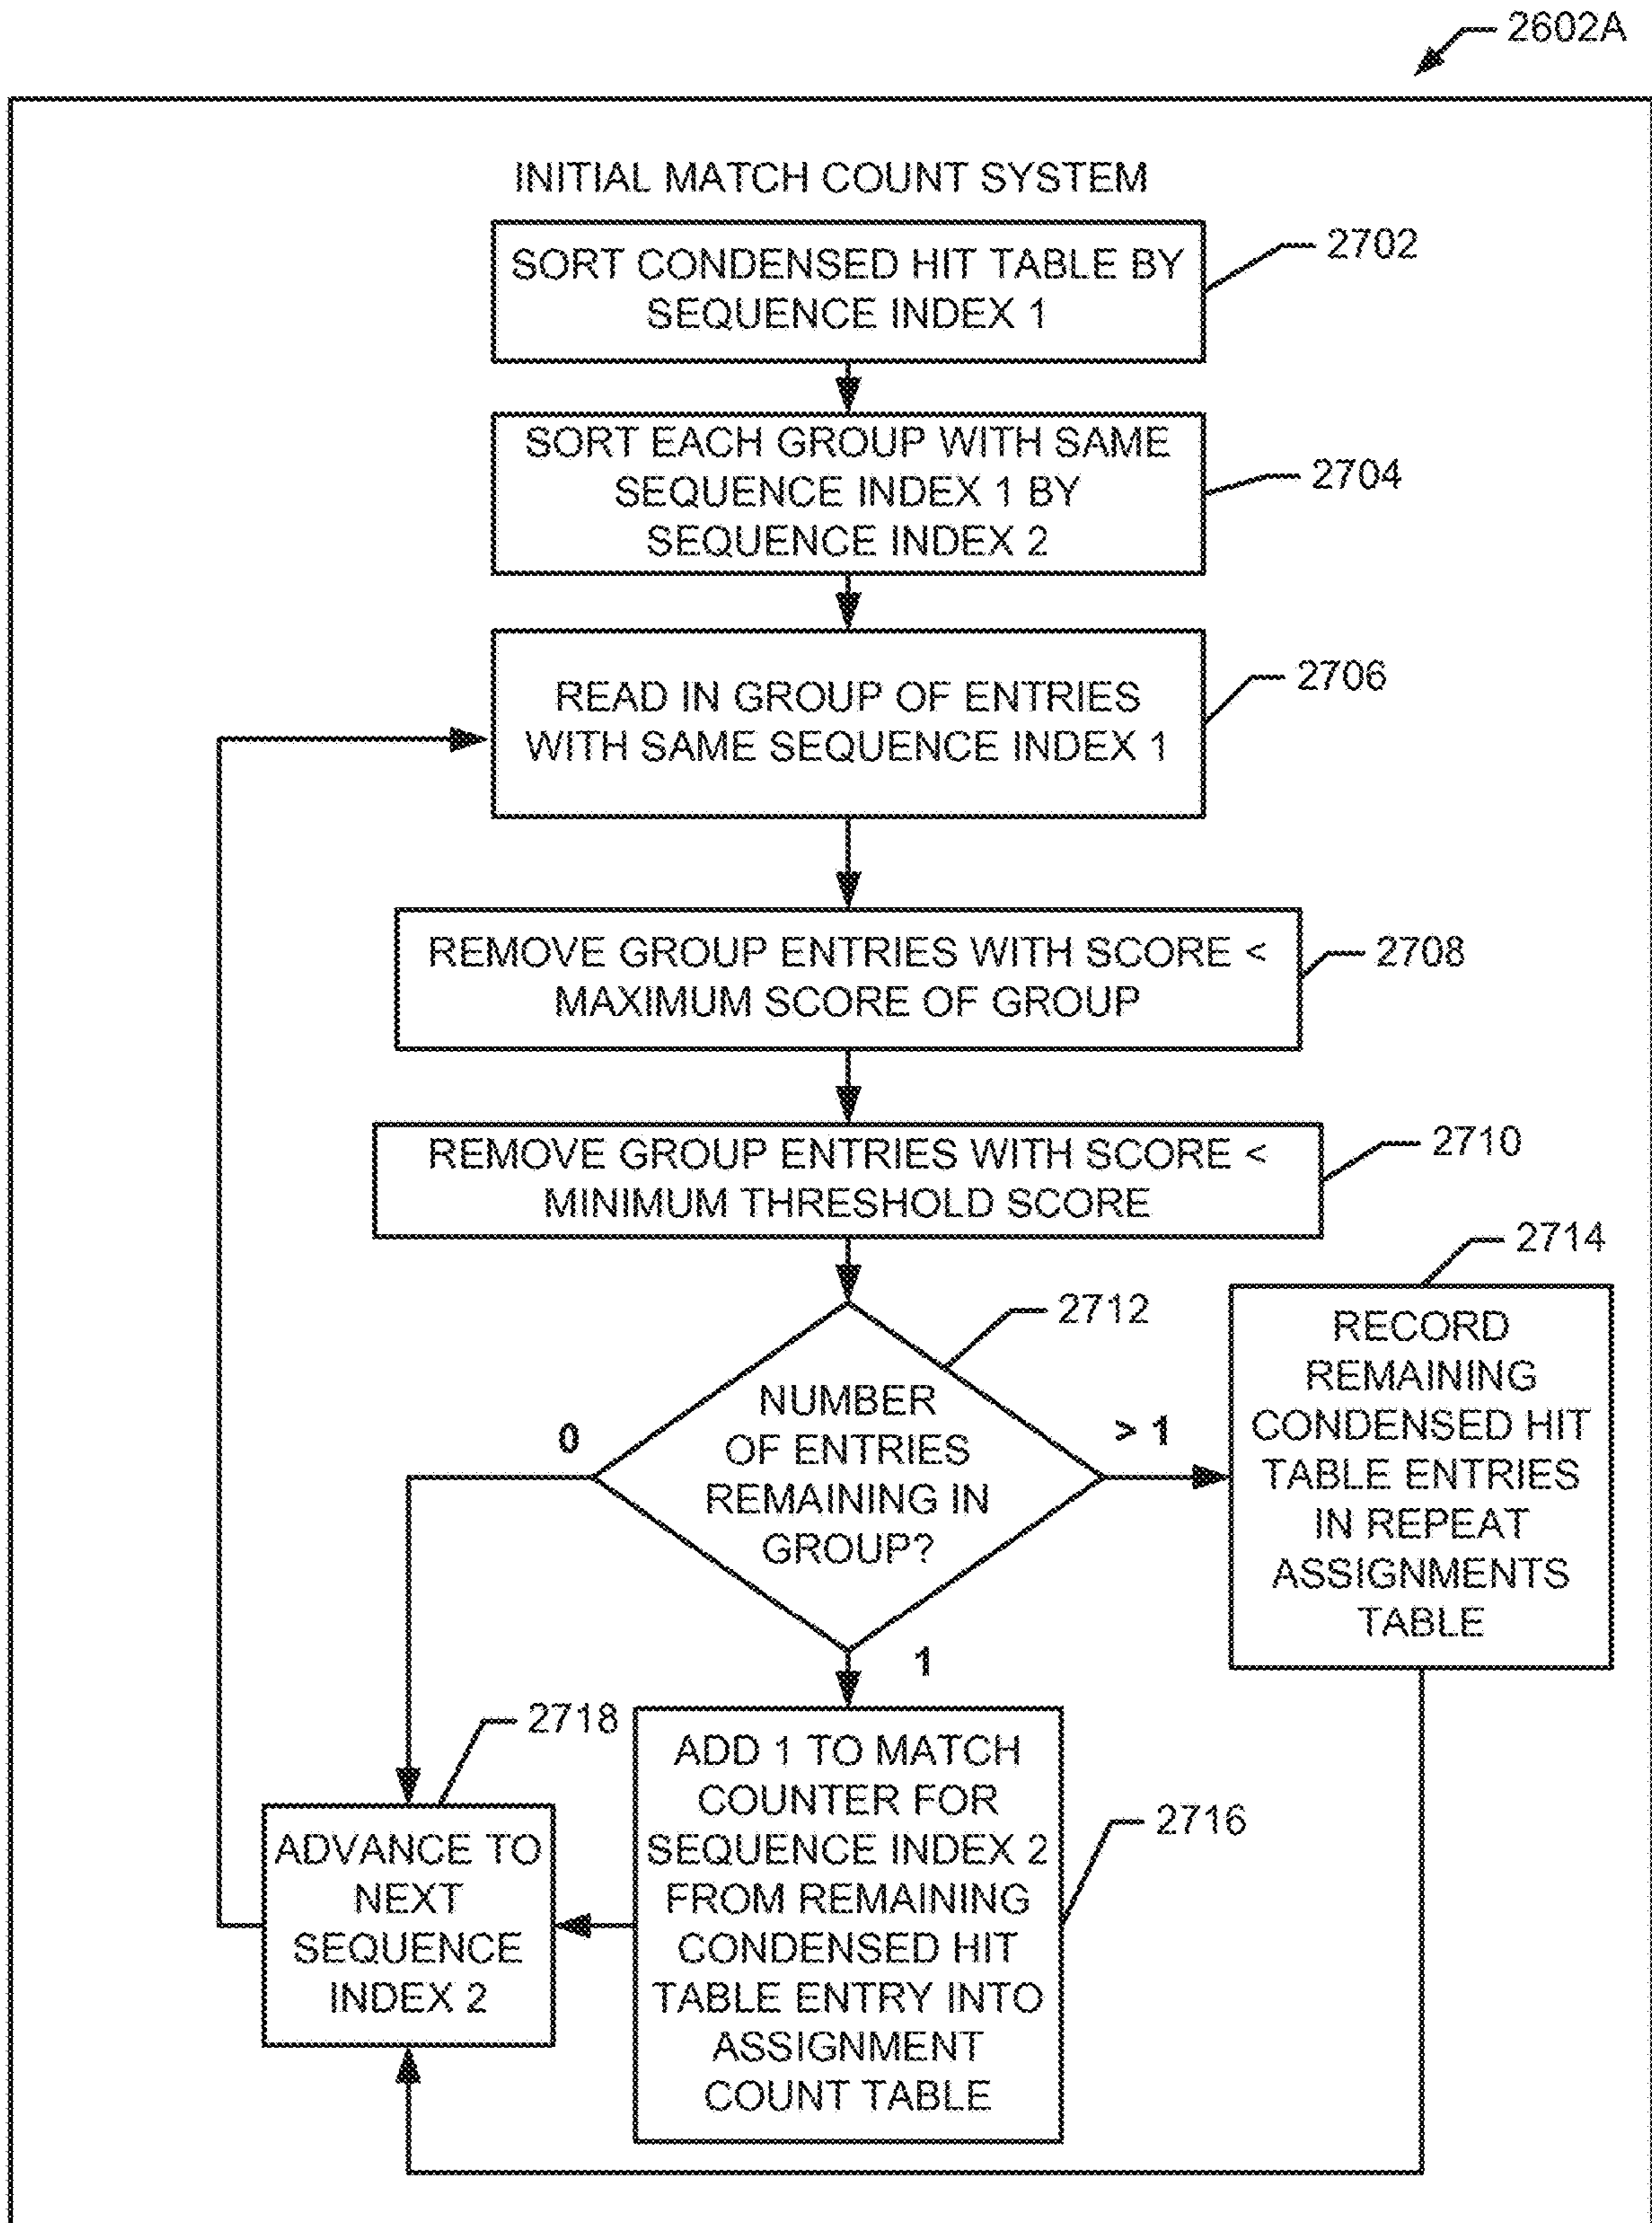 2602A
INITIAL MATCH COUNT SYSTEM
SORT CONDENSED HIT TABLE BY
SEQUENCE INDEX 1
2702
SORT EACH GROUP WITH SAME
SEQUENCE INDEX 1 BY
SEQUENCE INDEX 2
2704
READ IN GROUP OF ENTRIES
WITH SAME SEQUENCE INDEX 1
2706
REMOVE GROUP ENTRIES WITH SCORE <
MAXIMUM SCORE OF GROUP
2708
REMOVE GROUP ENTRIES WITH SCORE <
MINIMUM THRESHOLD SCORE
2710
2712
NUMBER
OF ENTRIES
REMAINING IN
GROUP?
0
> 1
1
2714
RECORD
REMAINING
CONDENSED HIT
TABLE ENTRIES
IN REPEAT
ASSIGNMENTS
TABLE
2718
ADVANCE TO
NEXT
SEQUENCE
INDEX 2
ADD 1 TO MATCH
COUNTER FOR
SEQUENCE INDEX 2
FROM REMAINING
CONDENSED HIT
TABLE ENTRY INTO
ASSIGNMENT
COUNT TABLE
2716